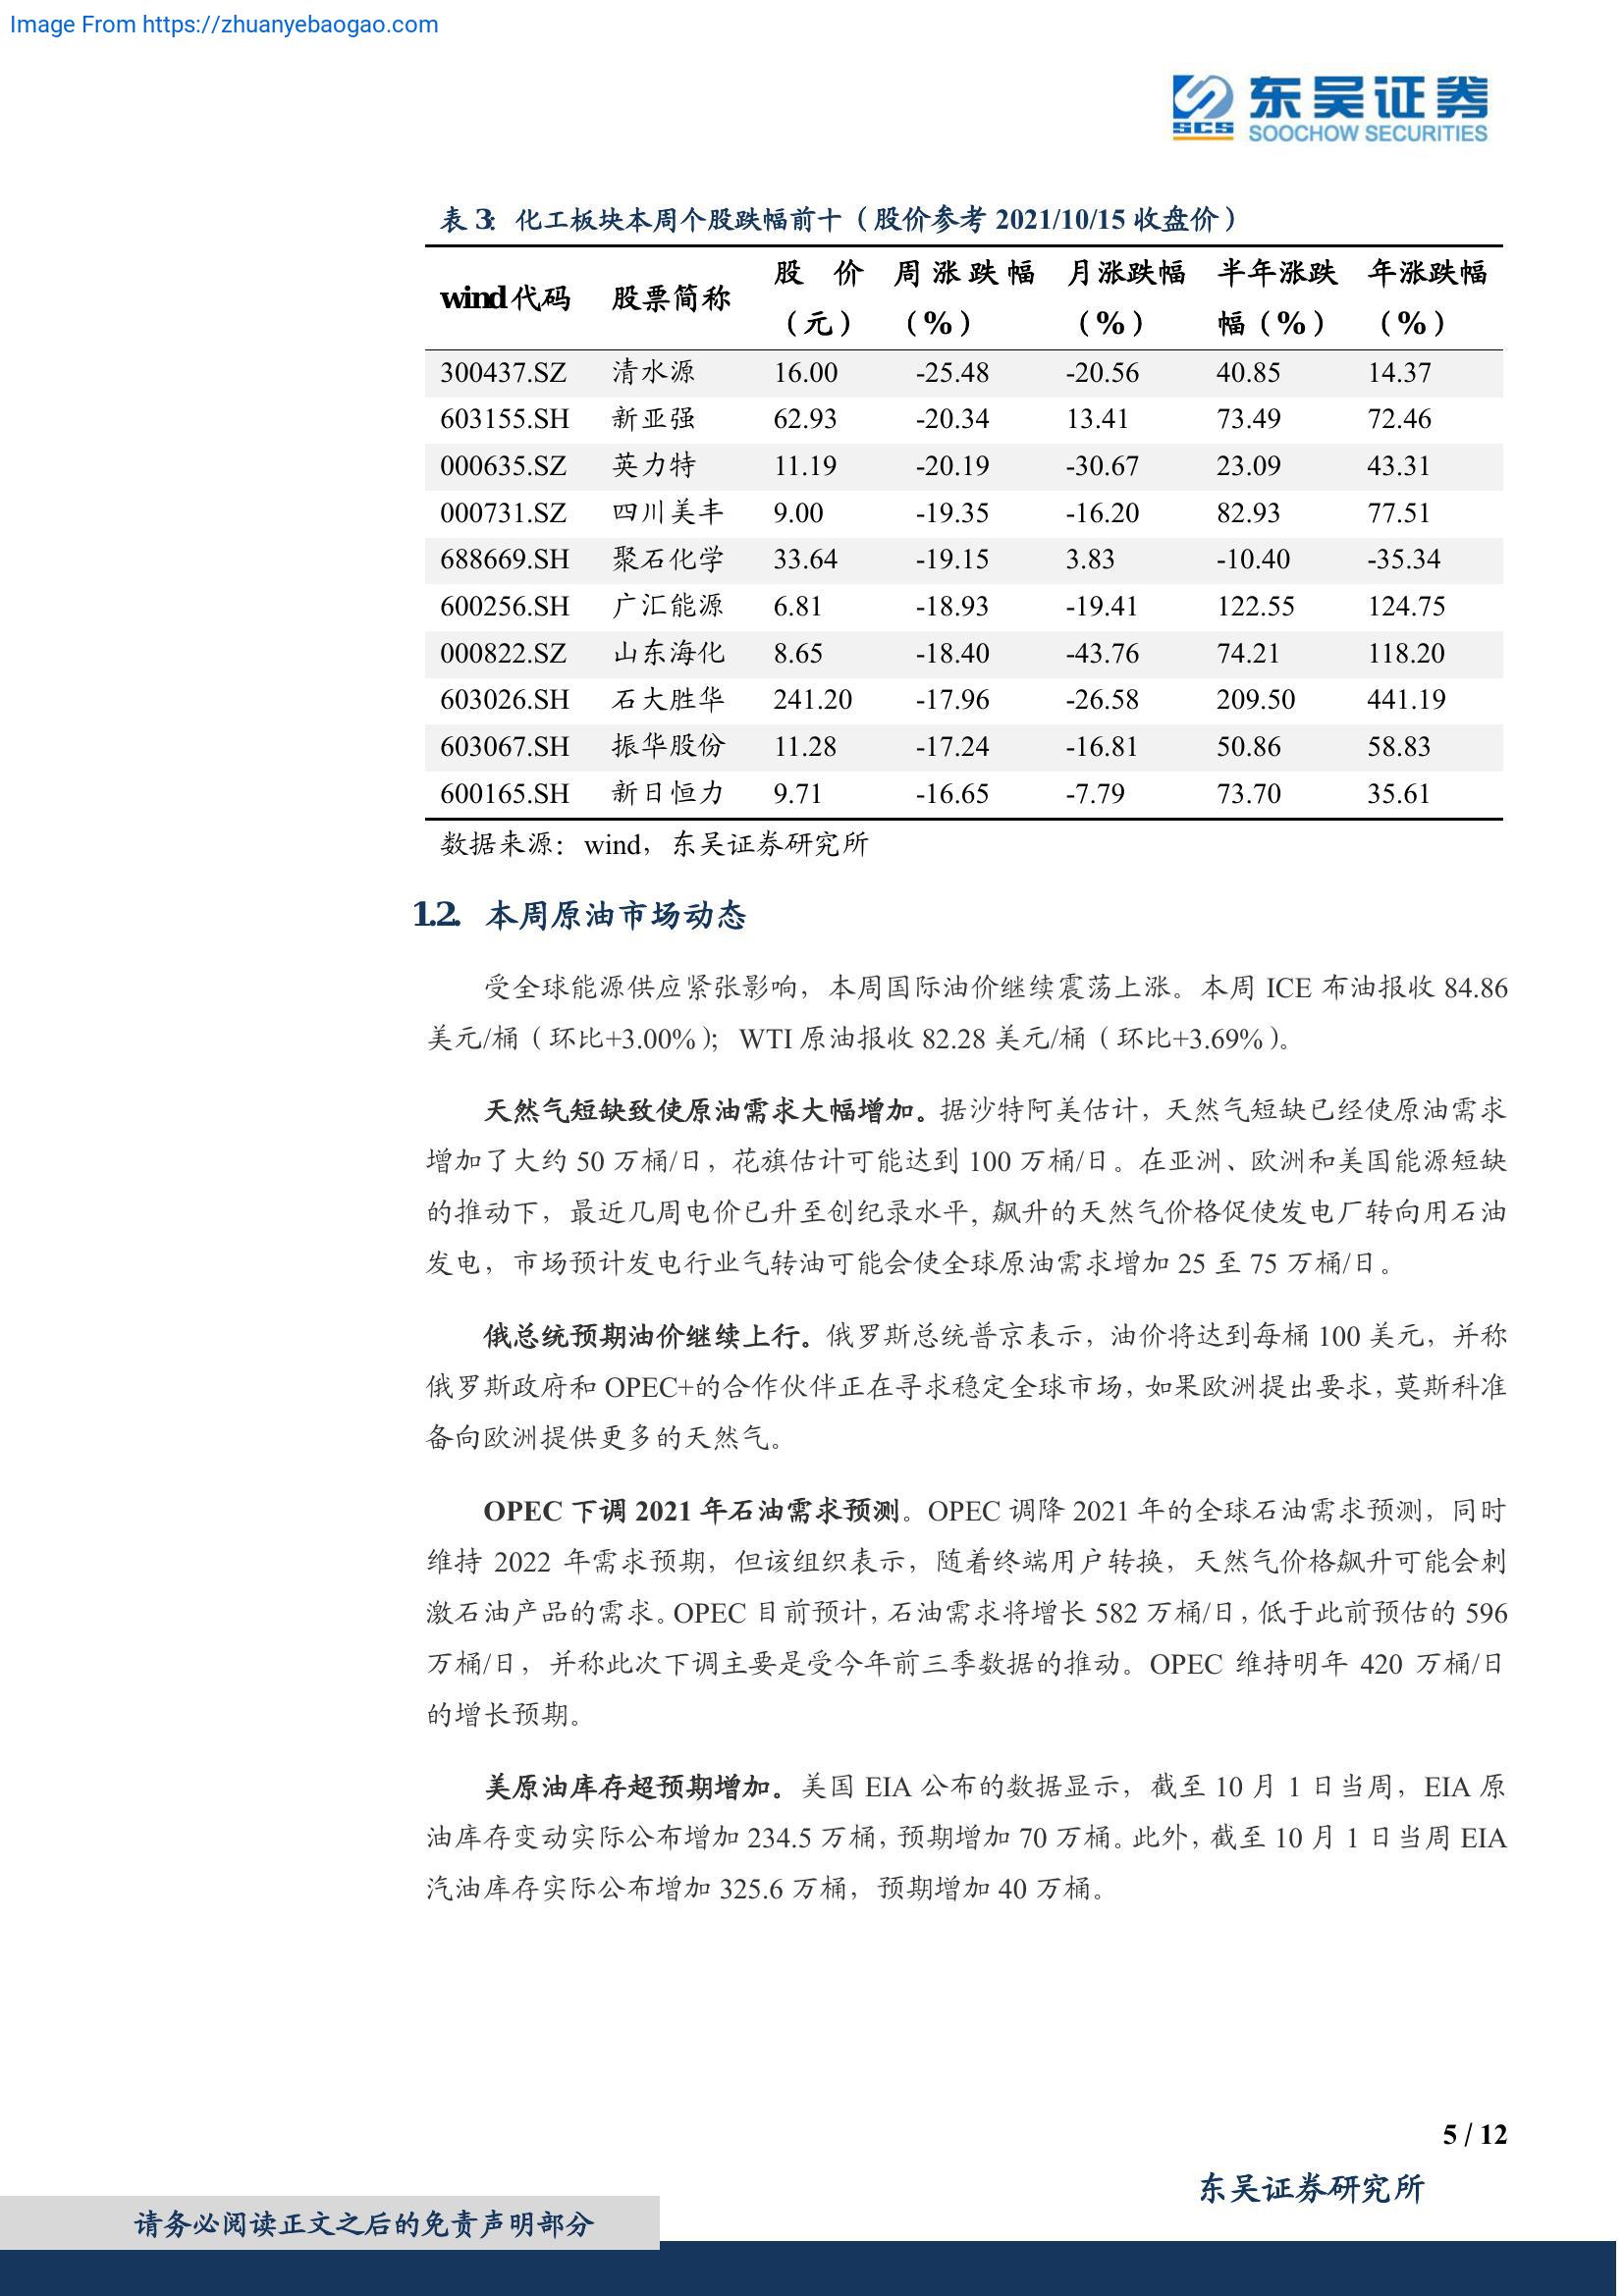 Image From https://zhuanyebaogao.com
东吴证券
SCS
SOOCHOW SECURITIES
表 3: 化工板块本周个股跌幅前十（股价参考 2021/10/15 收盘价）
wind代码 股票简称 股 价（元） 周涨跌幅（%） 月涨跌幅（%） 半年涨跌幅（%） 年涨跌幅（%）
300437.SZ 清水源 16.00 -25.48 -20.56 40.85 14.37
603155.SH 新亚强 62.93 -20.34 13.41 73.49 72.46
000635.SZ 英力特 11.19 -20.19 -30.67 23.09 43.31
000731.SZ 四川美丰 9.00 -19.35 -16.20 82.93 77.51
688669.SH 聚石化学 33.64 -19.15 3.83 -10.40 -35.34
600256.SH 广汇能源 6.81 -18.93 -19.41 122.55 124.75
000822.SZ 山东海化 8.65 -18.40 -43.76 74.21 118.20
603026.SH 石大胜华 241.20 -17.96 -26.58 209.50 441.19
603067.SH 振华股份 11.28 -17.24 -16.81 50.86 58.83
600165.SH 新日恒力 9.71 -16.65 -7.79 73.70 35.61
数据来源：wind，东吴证券研究所
1.2. 本周原油市场动态
受全球能源供应紧张影响，本周国际油价继续震荡上涨。本周 ICE 布油报收 84.86
美元/桶（环比+3.00%）；WTI 原油报收 82.28 美元/桶（环比+3.69%）。
天然气短缺致使原油需求大幅增加。据沙特阿美估计，天然气短缺已经使原油需求
增加了大约 50 万桶/日，花旗估计可能达到 100 万桶/日。在亚洲、欧洲和美国能源短缺
的推动下，最近几周电价已升至创纪录水平，飙升的天然气价格促使发电厂转向用石油
发电，市场预计发电行业气转油可能会使全球原油需求增加 25 至 75 万桶/日。
俄总统预期油价继续上行。俄罗斯总统普京表示，油价将达到每桶 100 美元，并称
俄罗斯政府和 OPEC+的合作伙伴正在寻求稳定全球市场，如果欧洲提出要求，莫斯科准
备向欧洲提供更多的天然气。
OPEC 下调 2021 年石油需求预测。OPEC 调降 2021 年的全球石油需求预测，同时
维持 2022 年需求预期，但该组织表示，随着终端用户转换，天然气价格飙升可能会刺
激石油产品的需求。OPEC 目前预计，石油需求将增长 582 万桶/日，低于此前预估的 596
万桶/日，并称此次下调主要是受今年前三季数据的推动。OPEC 维持明年 420 万桶/日
的增长预期。
美原油库存超预期增加。美国 EIA 公布的数据显示，截至 10 月 1 日当周，EIA 原
油库存变动实际公布增加 234.5 万桶，预期增加 70 万桶。此外，截至 10 月 1 日当周 EIA
汽油库存实际公布增加 325.6 万桶，预期增加 40 万桶。
5 / 12
东吴证券研究所
请务必阅读正文之后的免责声明部分